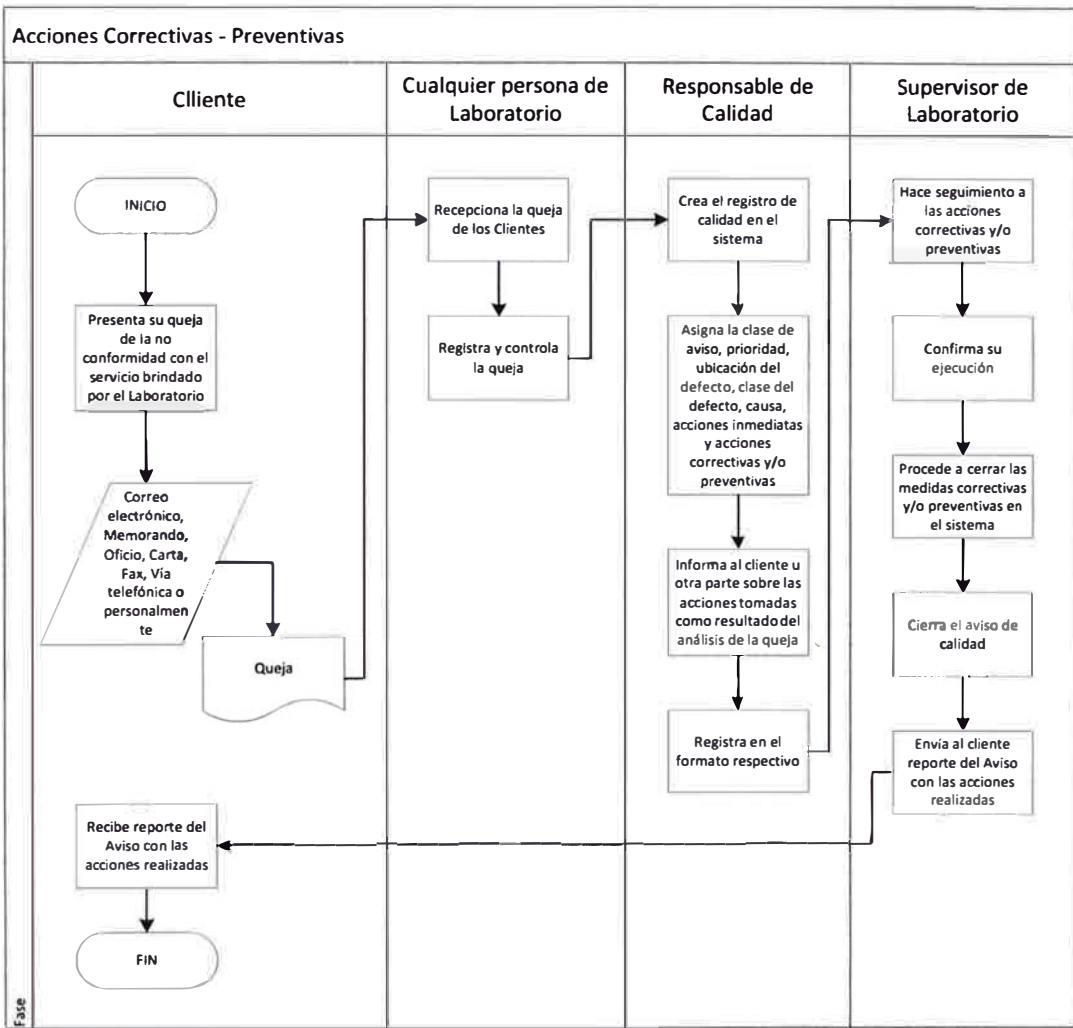 Acciones Correctivas - Preventivas
Clliente
Cualquier persona de
Laboratorio
Responsable de
Calidad
Supervisor de
Laboratorio
INICIO
Presenta su queja
de la no
conformidad con el
servicio brindado
por el Laboratorio
Correo
electrónico,
Memorando,
Oficio, Carta,
Fax, Vía
telefónica o
personalmen
te
Queja
Recepciona la queja
de los Clientes
Registra y controla
la queja
Crea el registro de
calidad en el
sistema
Asigna la clase de
aviso, prioridad,
ubicación del
defecto, clase del
defecto, causa,
acciones inmediatas
y acciones
correctivas y/o
preventivas
Informa al cliente u
otra parte sobre las
acciones tomadas
como resultado del
análisis de la queja
Registra en el
formato respectivo
Hace seguimiento a
las acciones
correctivas y/o
preventivas
Confirma su
ejecución
Procede a cerrar las
medidas correctivas
y/o preventivas en
el sistema
Cierra el aviso de
calidad
Envía al cliente
reporte del Aviso
con las acciones
realizadas
Recibe reporte del
Aviso con las
acciones realizadas
FIN
Fase